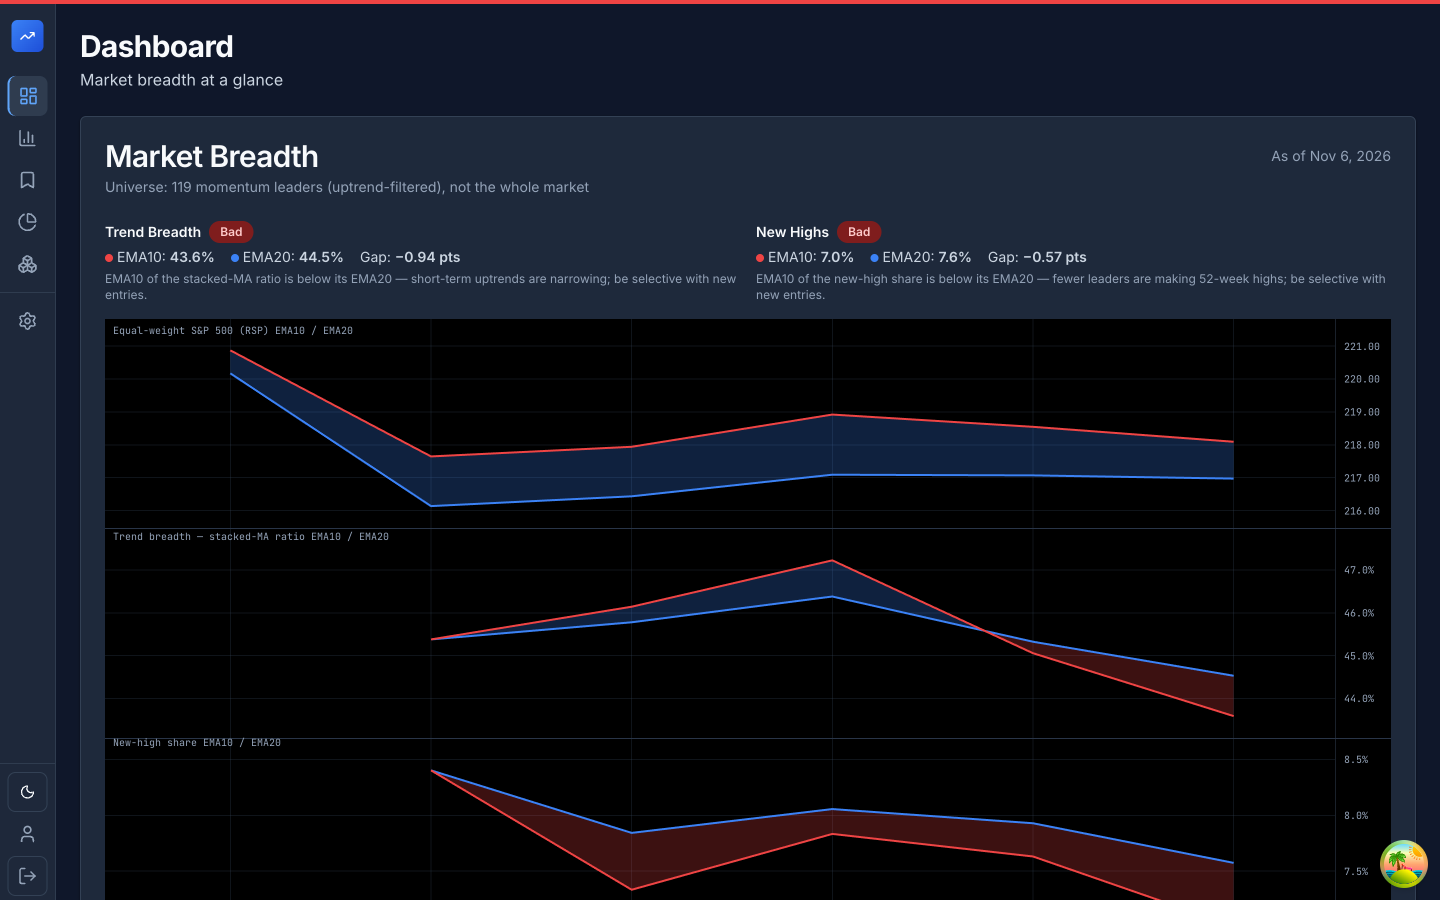 Dashboard
Market breadth at a glance
Market Breadth
As of Nov 6, 2026
Universe: 119 momentum leaders (uptrend-filtered), not the whole market
Trend Breadth Bad
EMA10: 43.6% EMA20: 44.5% Gap: −0.94 pts
EMA10 of the stacked-MA ratio is below its EMA20 — short-term uptrends are narrowing; be selective with new
entries.
New Highs Bad
EMA10: 7.0% EMA20: 7.6% Gap: −0.57 pts
EMA10 of the new-high share is below its EMA20 — fewer leaders are making 52-week highs; be selective with
new entries.
Equal-weight S&P 500 (RSP) EMA10 / EMA20
221.00
220.00
219.00
218.00
217.00
216.00
Trend breadth — stacked-MA ratio EMA10 / EMA20
47.0%
46.0%
45.0%
44.0%
New-high share EMA10 / EMA20
8.5%
8.0%
7.5%